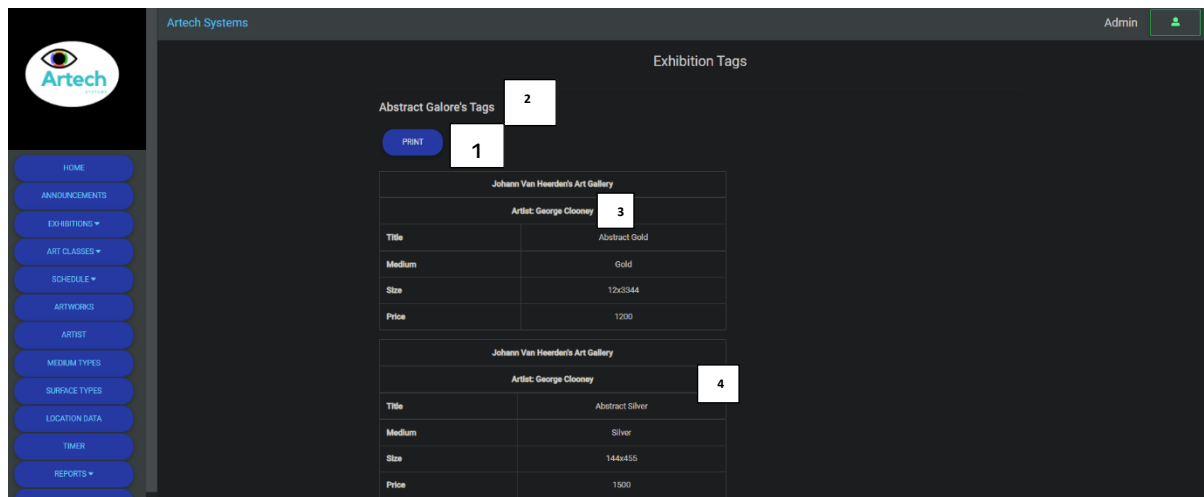 Artech Systems
Admin
Artech
SYSTEMS
Exhibition Tags
Abstract Galore's Tags
2
PRINT
1
HOME
ANNOUNCEMENTS
EXHIBITIONS
ART CLASSES
SCHEDULE
ARTWORKS
ARTIST
MEDIUM TYPES
SURFACE TYPES
LOCATION DATA
TIMER
REPORTS
Johann Van Heerden's Art Gallery
Artist: George Clooney
3
Title Abstract Gold
Medium Gold
Size 12x3344
Price 1200
Johann Van Heerden's Art Gallery
Artist: George Clooney
4
Title Abstract Silver
Medium Silver
Size 144x455
Price 1500